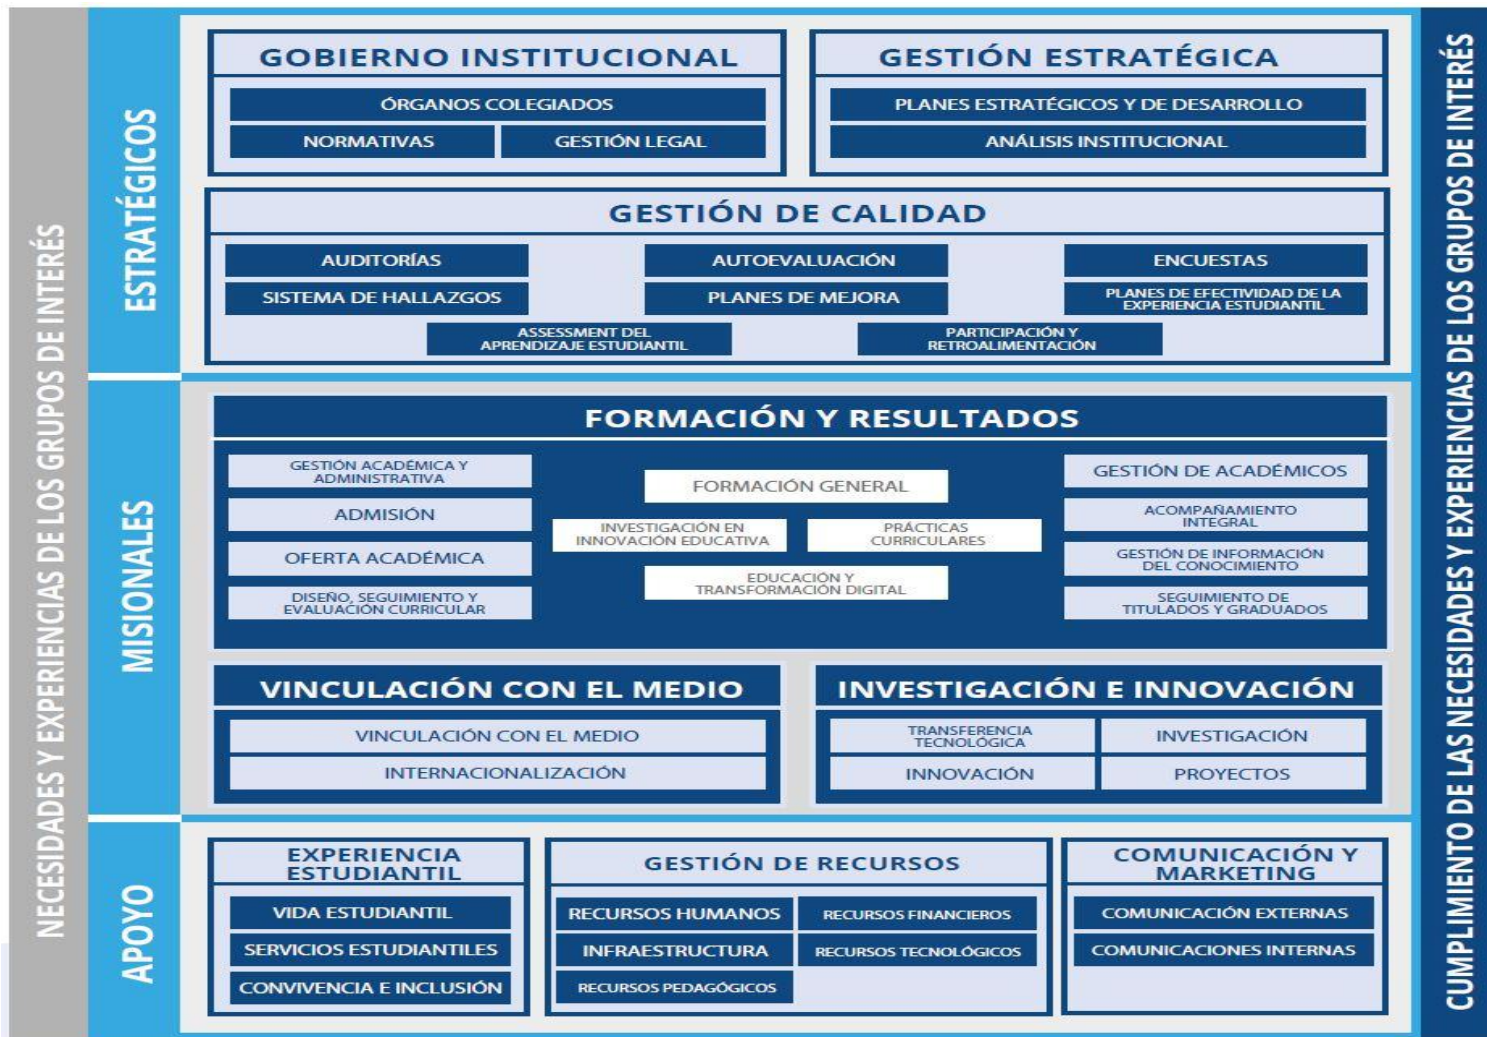 NECESIDADES Y EXPERIENCIAS DE LOS GRUPOS DE INTERÉS
ESTRATÉGICOS
GOBIERNO INSTITUCIONAL
ÓRGANOS COLEGIADOS
NORMATIVAS
GESTIÓN LEGAL
GESTIÓN ESTRATÉGICA
PLANES ESTRATÉGICOS Y DE DESARROLLO
ANÁLISIS INSTITUCIONAL
GESTIÓN DE CALIDAD
AUDITORÍAS
AUTOEVALUACIÓN
ENCUESTAS
SISTEMA DE HALLAZGOS
PLANES DE MEJORA
PLANES DE EFECTIVIDAD DE LA
EXPERIENCIA ESTUDIANTIL
ASSESSMENT DEL
APRENDIZAJE ESTUDIANTIL
PARTICIPACIÓN Y
RETROALIMENTACIÓN
MISIONALES
FORMACIÓN Y RESULTADOS
GESTIÓN ACADÉMICA Y
ADMINISTRATIVA
ADMISIÓN
OFERTA ACADÉMICA
DISEÑO, SEGUIMIENTO Y
EVALUACIÓN CURRICULAR
FORMACIÓN GENERAL
INVESTIGACIÓN EN
INNOVACIÓN EDUCATIVA
PRÁCTICAS
CURRICULARES
EDUCACIÓN Y
TRANSFORMACIÓN DIGITAL
GESTIÓN DE ACADÉMICOS
ACOMPAÑAMIENTO
INTEGRAL
GESTIÓN DE INFORMACIÓN
DEL CONOCIMIENTO
SEGUIMIENTO DE
TITULADOS Y GRADUADOS
VINCULACIÓN CON EL MEDIO
VINCULACIÓN CON EL MEDIO
INTERNACIONALIZACIÓN
INVESTIGACIÓN E INNOVACIÓN
TRANSFERENCIA
TECNOLÓGICA
INVESTIGACIÓN
INNOVACIÓN
PROYECTOS
APOYO
EXPERIENCIA
ESTUDIANTIL
VIDA ESTUDIANTIL
SERVICIOS ESTUDIANTILES
CONVIVENCIA E INCLUSIÓN
GESTIÓN DE RECURSOS
RECURSOS HUMANOS
RECURSOS FINANCIEROS
INFRAESTRUCTURA
RECURSOS TECNOLÓGICOS
RECURSOS PEDAGÓGICOS
COMUNICACIÓN Y
MARKETING
COMUNICACIÓN EXTERNAS
COMUNICACIONES INTERNAS
CUMPLIMIENTO DE LAS NECESIDADES Y EXPERIENCIAS DE LOS GRUPOS DE INTERÉS